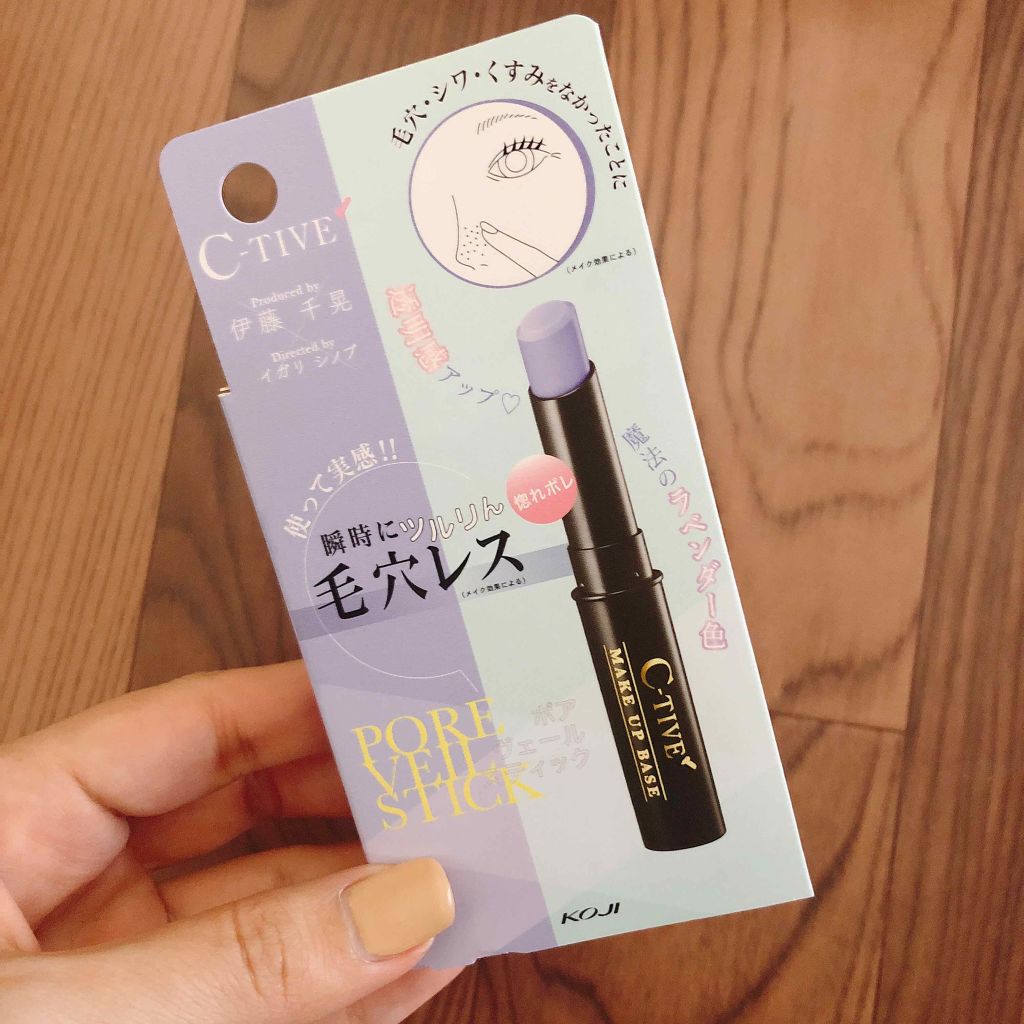 毛穴・シワ・くすみをなかったことに
(メイク効果による)
C-TIVE
Produced by
伊藤 千晃
×
Directed by
イガリ シノブ
透明感アップ♡
使って実感!!
瞬時にツルりん
惚れボレ
毛穴レス
(メイク効果による)
魔法のラベンダー色
C-TIVE
MAKE UP BASE
PORE
VEIL
STICK
ポア
ヴェール
スティック
KOJI